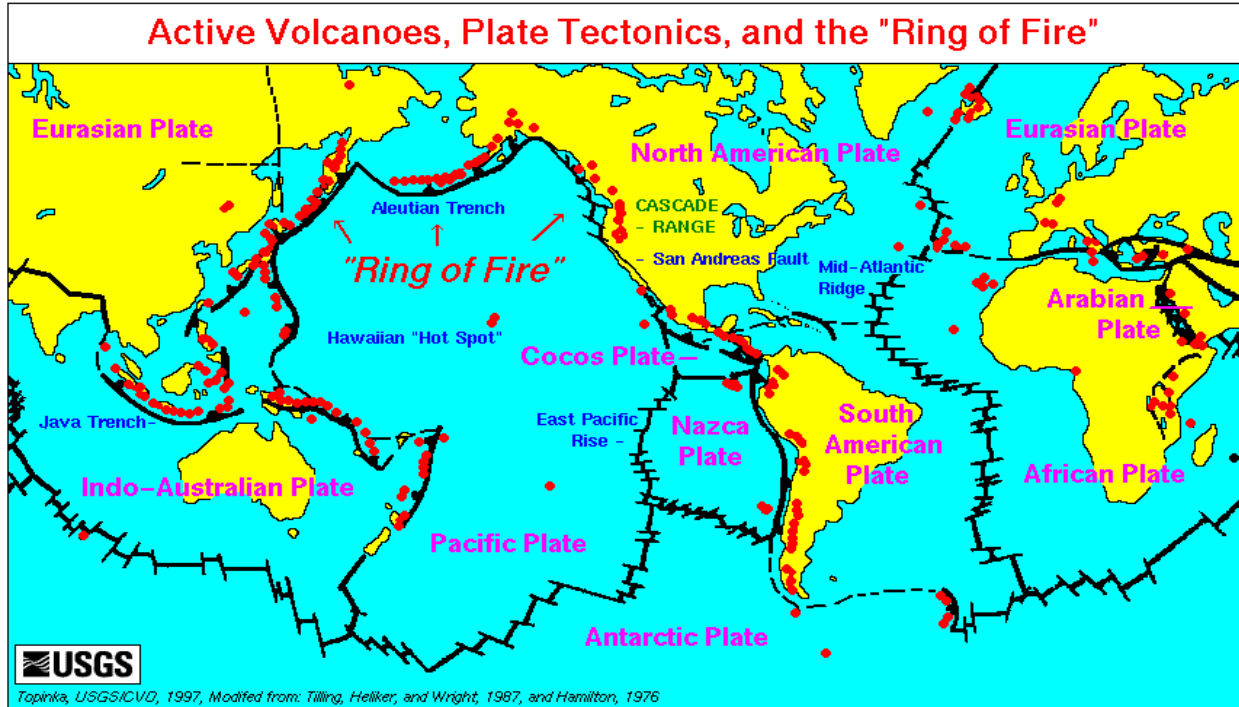 Active Volcanoes, Plate Tectonics, and the "Ring of Fire"
Eurasian Plate
North American Plate
Eurasian Plate
Aleutian Trench
CASCADE
- RANGE
"Ring of Fire"
- San Andreas Fault
Mid-Atlantic
Ridge
Arabian
Plate
Hawaiian "Hot Spot"
Cocos Plate
Java Trench-
East Pacific
Rise -
Nazca
Plate
South
American
Plate
Indo-Australian Plate
African Plate
Pacific Plate
Antarctic Plate
USGS
Topinka, USGS/CVO, 1997, Modifed from: Tilling, Heliker, and Wright, 1987, and Hamilton, 1976